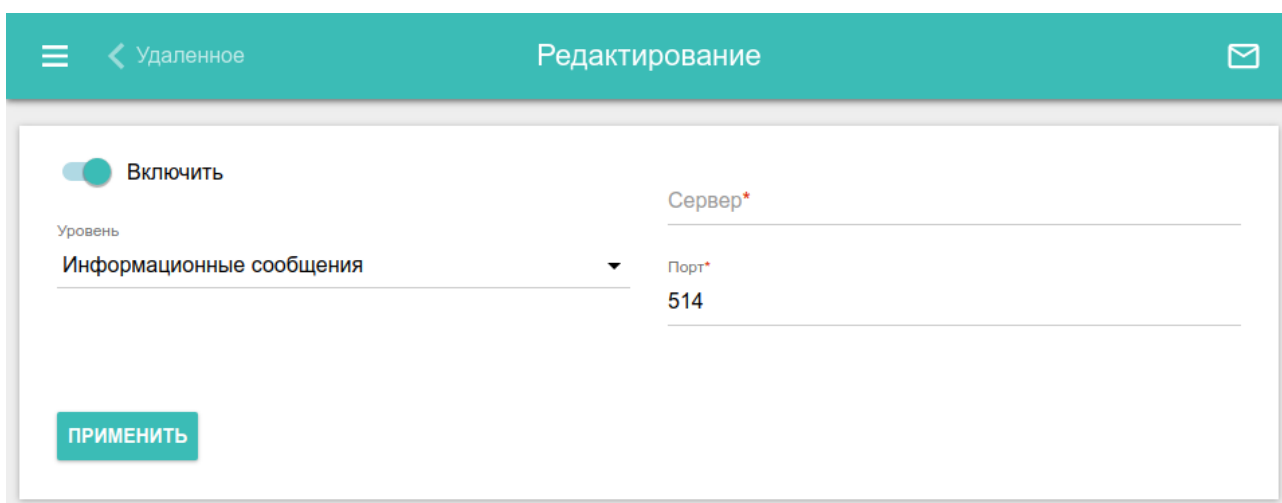 Удаленное
Редактирование
Включить
Уровень
Информационные сообщения
Сервер*
Порт*
514
ПРИМЕНИТЬ